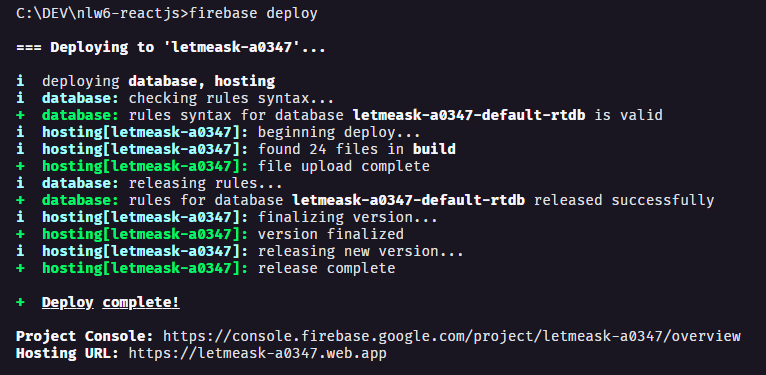 C:\DEV\nlw6-reactjs>firebase deploy
=== Deploying to 'letmeask-a0347'...
i  deploying database, hosting
i  database: checking rules syntax...
+  database: rules syntax for database letmeask-a0347-default-rtdb is valid
i  hosting[letmeask-a0347]: beginning deploy...
i  hosting[letmeask-a0347]: found 24 files in build
+  hosting[letmeask-a0347]: file upload complete
i  database: releasing rules...
+  database: rules for database letmeask-a0347-default-rtdb released successfully
i  hosting[letmeask-a0347]: finalizing version...
+  hosting[letmeask-a0347]: version finalized
i  hosting[letmeask-a0347]: releasing new version...
+  hosting[letmeask-a0347]: release complete
+  Deploy complete!
Project Console: https://console.firebase.google.com/project/letmeask-a0347/overview
Hosting URL: https://letmeask-a0347.web.app